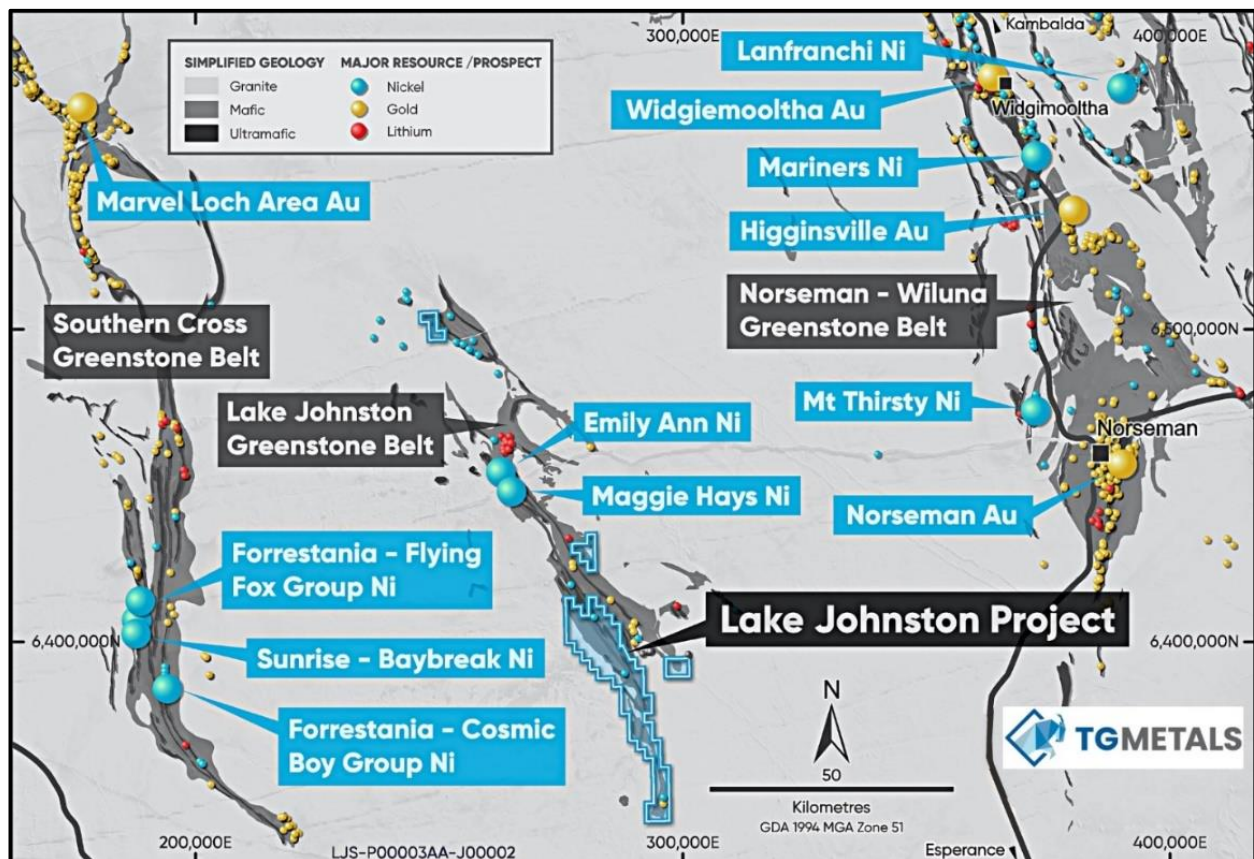 300,000E
Kambalda
400,000E
SIMPLIFIED GEOLOGY
Granite
Mafic
Ultramafic
MAJOR RESOURCE /PROSPECT
Nickel
Gold
Lithium
Lanfranchi Ni
Widgiemooltha Au
Widgimooltha
Mariners Ni
Marvel Loch Area Au
Higginsville Au
Norseman - Wiluna
Greenstone Belt
Southern Cross
Greenstone Belt
6,500,000N
6,500,000N
Lake Johnston
Greenstone Belt
Emily Ann Ni
Mt Thirsty Ni
Norseman
Maggie Hays Ni
Norseman Au
Forrestania - Flying
Fox Group Ni
Lake Johnston Project
6,400,000N
6,400,000N
Sunrise - Baybreak Ni
Forrestania - Cosmic
Boy Group Ni
N
TGMETALS
50
Kilometres
GDA 1994 MGA Zone 51
200,000E
LJS-P00003AA-J00002
300,000E
Esperance
400,000E